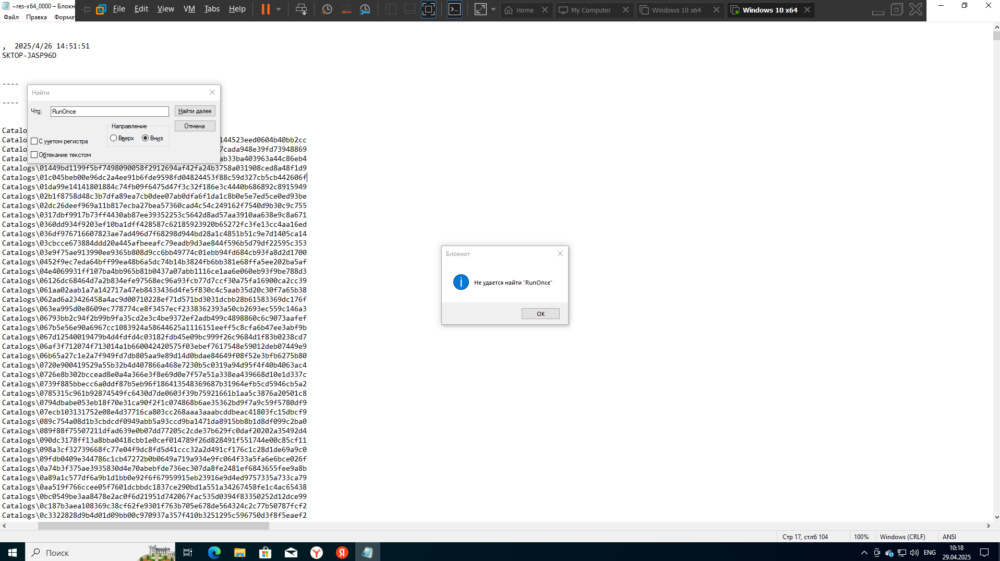 ~res-x64_0000 – Блокн
File Edit View VM Tabs Help
Home
My Computer
Windows 10 x64
Windows 10 x64
Файл Правка Формат
, 2025/4/26 14:51:51
SKTOP-JASP96D
----
----
Найти
Что:
RunOnce
Найти далее
Отмена
Направление
Вверх
Вниз
С учетом регистра
Обтекание текстом
Catalo
Catalo 144523eed0604b40bb2cc
Catalo 7cada948e39fd73948869
Catalo ab33ba403963a44c86eb4
Catalogs\01449bd1199f5bf7498090058f2912694af42fa24b3758a031908ced8a48f1d9
Catalogs\01c045beb00e96dc2a4ee91b6fde9598fd04824453f88c59d327cb5cb442606f
Catalogs\01da99e14141801884c74fb09f6475d47f3c32f186e3c4440b686892c8915949
Catalogs\02b1f8758d48c3b7dfa89ea7cb0dee07ab0dfa6f1da1c8b0e5e7ed5ce0ed93be
Catalogs\02dc26deef969a11b817ecba27bea57360cad4c54c249162f7540d9b30c9c755
Catalogs\0317dbf9917b73ff4430ab87ee39352253c5642d8ad57aa3910aa638e9c8a671
Catalogs\0360dd934f9203ef10ba1dff428587c62185923920b65272fc3fe13cc4aa16ed
Catalogs\036df976716607823ae7ad496d7f68298d944bd28a1c4851b51c9e7d1405ca14
Catalogs\03cbcce673884ddd20a445afbeeafc79eadb9d3ae844f596b5d79df22595c353
Catalogs\03e9f75ae913990ee9365b808d9cc6bb49774c01ebb94fd684cb93fa8d2d1700
Catalogs\0452f9ec7eda64bff99ea48b6a5dc74b14b3824fb6bb381e68ffa5ee202ba5af
Catalogs\04e4069931ff107ba4bb965b81b0437a07abb1116ce1aa6e060eb93f9be788d3
Catalogs\06126dc68464d7a2b834efe97568ec96a93fcb77d7ccf30a75fa16900ca2cc39
Catalogs\061aa02aab1a7a142717a47eb8433436d4fe5f830c4c5aab35d20c30f7a65b38
Catalogs\062ad6a23426458a4ac9d00710228ef71d571bd3031dcbb28b61583369dc176f
Catalogs\063ea995d0e8609ec778774ce8f3457ecf2338362393a50cb2693ec559c146a3
Catalogs\06793bb2c94f2b99b9fa35cd2e3c4be9372ef2adb499c4898860c6c9073aafef
Catalogs\067b5e56e90a6967cc1083924a58644625a1116151eeff5c8cfa6b47ee3abf9b
Catalogs\067d12540019479b4d4fdfd4c03182fdb45e09bc999f26c9684d1f83b0238cd7
Catalogs\06af3f712074f713014a1b660042420575f03ebef7617548e59012deb07449e9
Catalogs\06b65a27c1e2a7f949fd7db805aa9e89d14d0bdae84649f08f52e3bfb6275b80
Catalogs\0720e900419529a55b32b4d407866a468e7230b5c0319a94d95f4f40b4063ac4
Catalogs\0726e8b302bccead8e0a4a366e3f8e69d0e7f57e51a338ea439668d10e1d337c
Catalogs\0739f885bbecc6a0ddf87b5eb96f186413548369687b31964efb5cd5946cb5a2
Catalogs\0785315c961b92874549fc6430d7de0603f39b75921661b1aa5c3876a20501c8
Catalogs\0794dbabe053eb18f70e31ca90f2f1c074868b6ae35362bd9f7a9c59f5780df9
Catalogs\07ecb103131752e08e4d37716ca803cc268aaa3aaabcddbeac41803fc15dbcf9
Catalogs\089c754a08d1b3cbdcdf0949abb5a93ccd9ba1471da8915bb8b1d8df099c2ba0
Catalogs\089f88f75507211dfad639e0b07dd77205c2cde37b629fc0daf20202a35492d4
Catalogs\090dc3178ff13a8bba0418cbb1e0cef014789f26d828491f551744e00c85cf11
Catalogs\098a3cf32739668fc77e04f9dc8fd5d41ccc32a2d491cf176c1c28d1de69a9c0
Catalogs\09fdb0409e344786c1cb47272b0b0649a719a934e9fc064f33a5fa6e6bce026f
Catalogs\0a74b3f375ae3935830d4e70abebfde736ec307da8fe2481ef6843655fee9a8b
Catalogs\0a89a1c577df6a9b1d1bb0e92f6f67959915eb23916e9d4ed9757335a733ca79
Catalogs\0aa519f766ccee05f7601dcbbdc1837ce290bd1a551a34267458fe1c4ac65438
Catalogs\0bc0549be3aa8478e2ac0f6d21951d742067fac535d0394f83350252d12dce99
Catalogs\0c187b3aea108369c38cf62fe9301f763b705e678de564324c2c77b50787fcf2
Catalogs\0c3322828d9b4d01d09bb00c970937a357f410b3251295c596750d3f8f5eaef2
Блокнот
Не удается найти "RunOnce"
OK
Стр 17, стлб 104
100%
Windows (CRLF)
ANSI
Поиск
ENG
10:18
29.04.2025